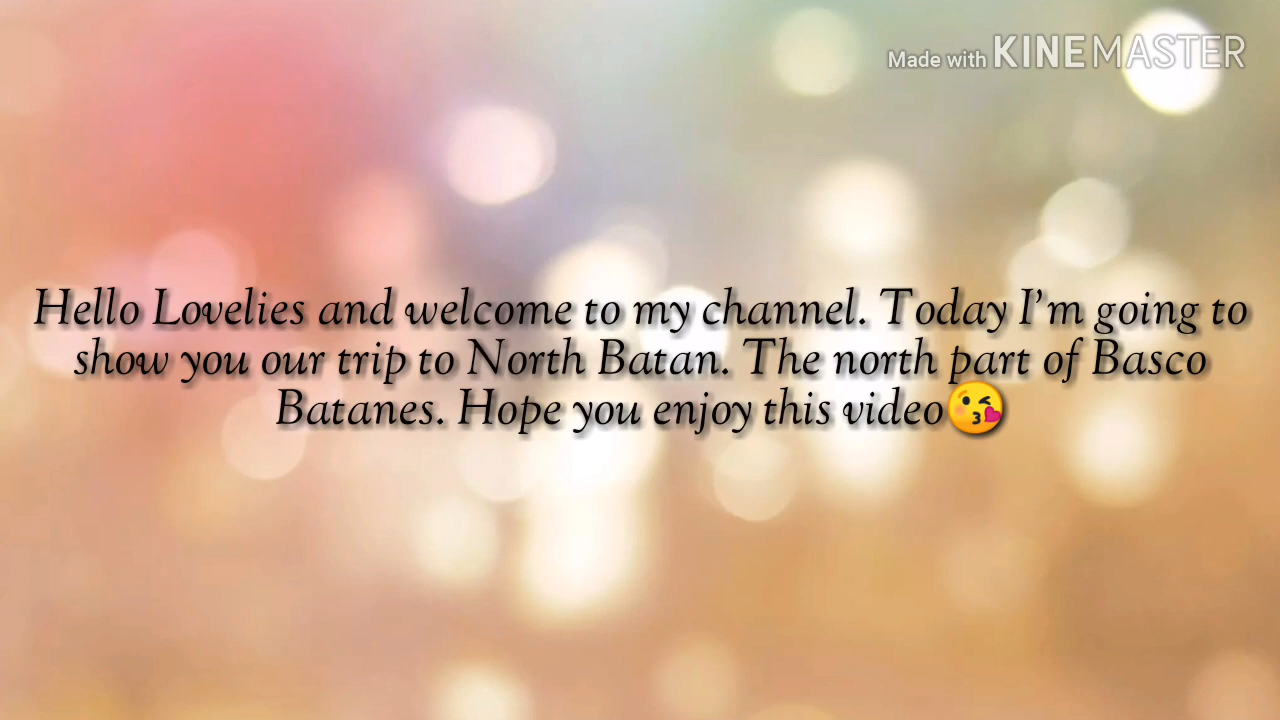 Made with KINEMASTER
Hello Lovelies and welcome to my channel. Today I’m going to
show you our trip to North Batan. The north part of Basco
Batanes. Hope you enjoy this video😘